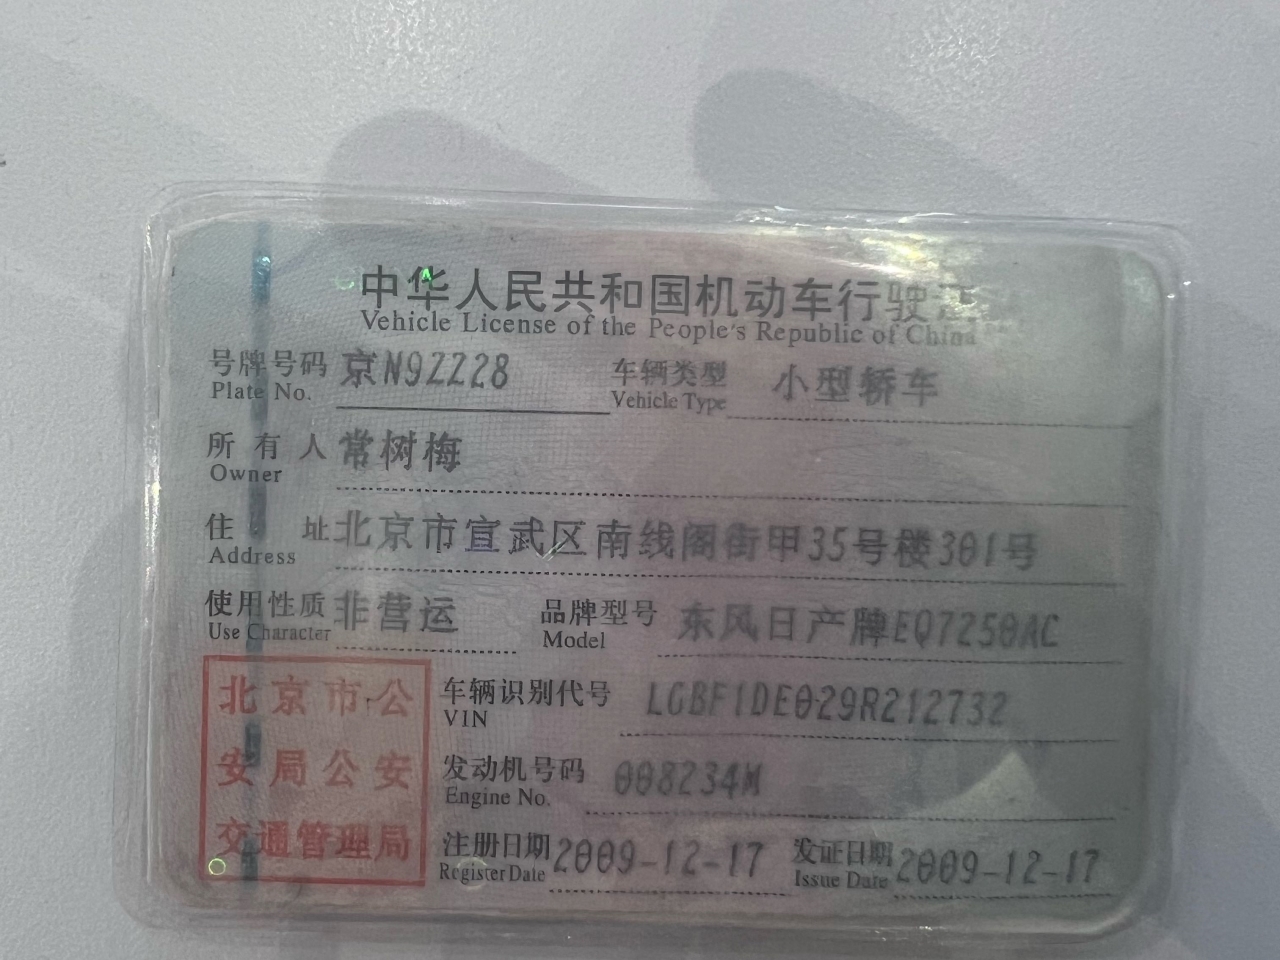 中华人民共和国机动车行驶证
Vehicle License of the People's Republic of China
号牌号码 京N9ZZ28 车辆类型 小型轿车
Plate No. Vehicle Type
所有人 常树梅
Owner
住址 北京市宣武区南线阁街甲35号楼301号
Address
使用性质 非营运 品牌型号 东风日产牌EQ7250AC
Use Character Model
北京市公
安局公安
交通管理局
车辆识别代号 LGBF1DE029R212732
VIN
发动机号码 008234M
Engine No.
注册日期 2009-12-17 发证日期 2009-12-17
Register Date Issue Date